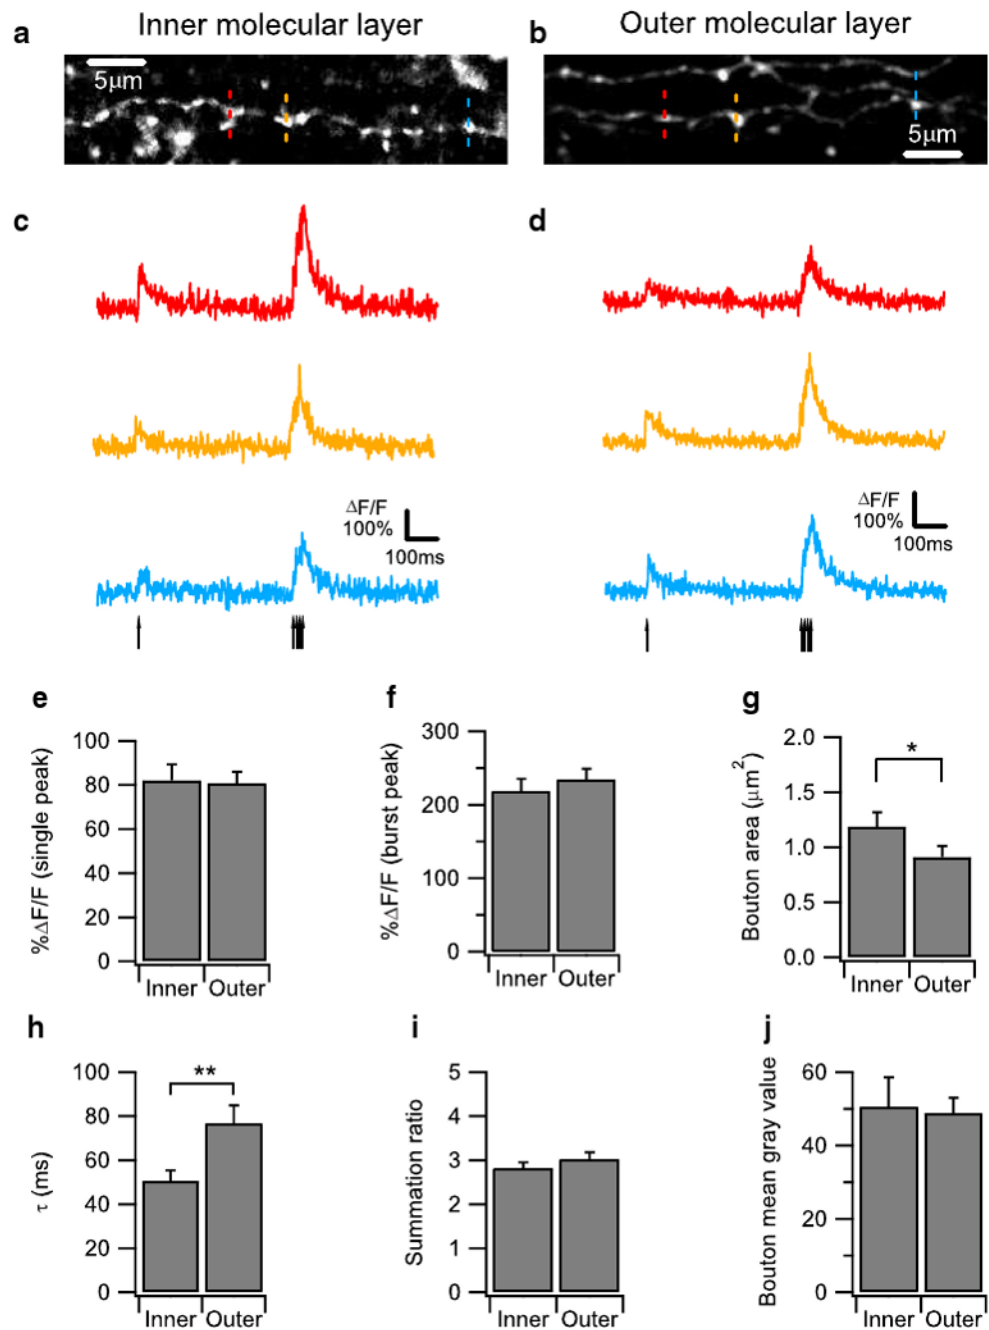 a
Inner molecular layer
b
Outer molecular layer
5μm
5μm
c
d
ΔF/F
100%
100ms
ΔF/F
100%
100ms
e
%ΔF/F (single peak)
100
80
60
40
20
0
Inner
Outer
f
%ΔF/F (burst peak)
300
200
100
0
Inner
Outer
g
Bouton area (μm²)
2.0
1.5
1.0
0.5
0.0
*
Inner
Outer
h
τ (ms)
100
80
60
40
20
0
**
Inner
Outer
i
Summation ratio
5
4
3
2
1
0
Inner
Outer
j
Bouton mean gray value
60
40
20
0
Inner
Outer